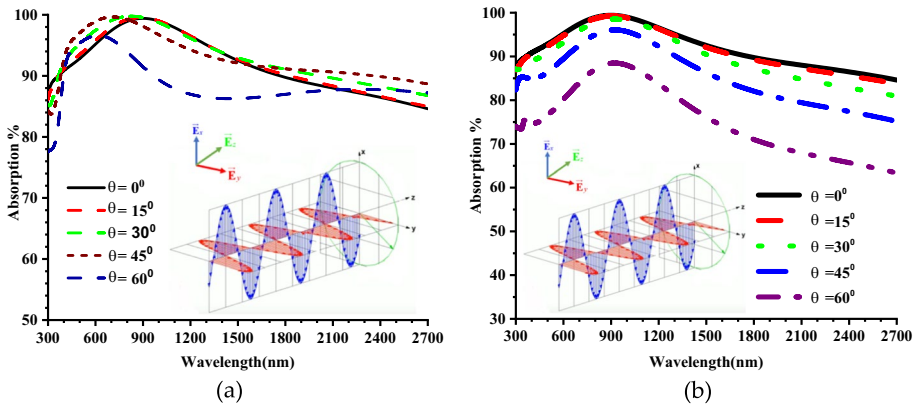 Absorption %
100
90
80
70
60
50
300 600 900 1200 1500 1800 2100 2400 2700
Wavelength(nm)
θ = 0⁰
θ = 15⁰
θ = 30⁰
θ = 45⁰
θ = 60⁰
E x
E z
E y
x
z
y
(a)
Absorption %
100
90
80
70
60
50
40
30
300 600 900 1200 1500 1800 2100 2400 2700
Wavelength(nm)
θ =0⁰
θ =15⁰
θ =30⁰
θ =45⁰
θ =60⁰
E x
E z
E y
x
z
y
(b)